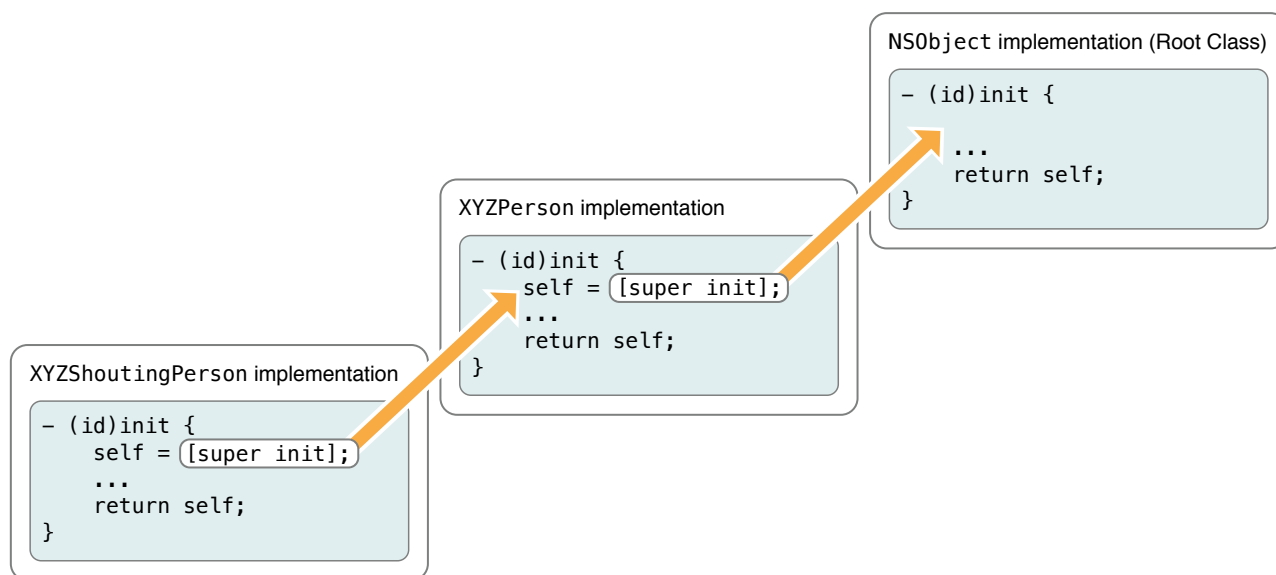 NSObject implementation (Root Class)
– (id)init {
...
return self;
}
XYZPerson implementation
– (id)init {
self = [super init];
...
return self;
}
XYZShoutingPerson implementation
– (id)init {
self = [super init];
...
return self;
}